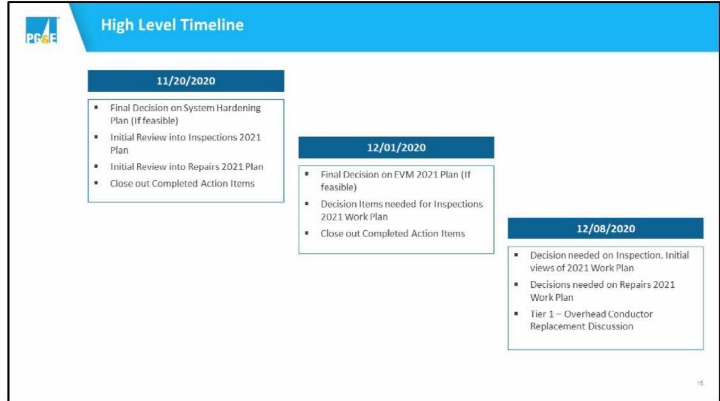 PG&E
High Level Timeline
11/20/2020
▪ Final Decision on System Hardening
Plan (If feasible)
▪ Initial Review into Inspections 2021
Plan
▪ Initial Review into Repairs 2021 Plan
▪ Close out Completed Action Items
12/01/2020
▪ Final Decision on EVM 2021 Plan (If
feasible)
▪ Decision Items needed for Inspections
2021 Work Plan
▪ Close out Completed Action Items
12/08/2020
▪ Decision needed on Inspection. Initial
views of 2021 Work Plan
▪ Decisions needed on Repairs 2021
Work Plan
▪ Tier 1 – Overhead Conductor
Replacement Discussion
15